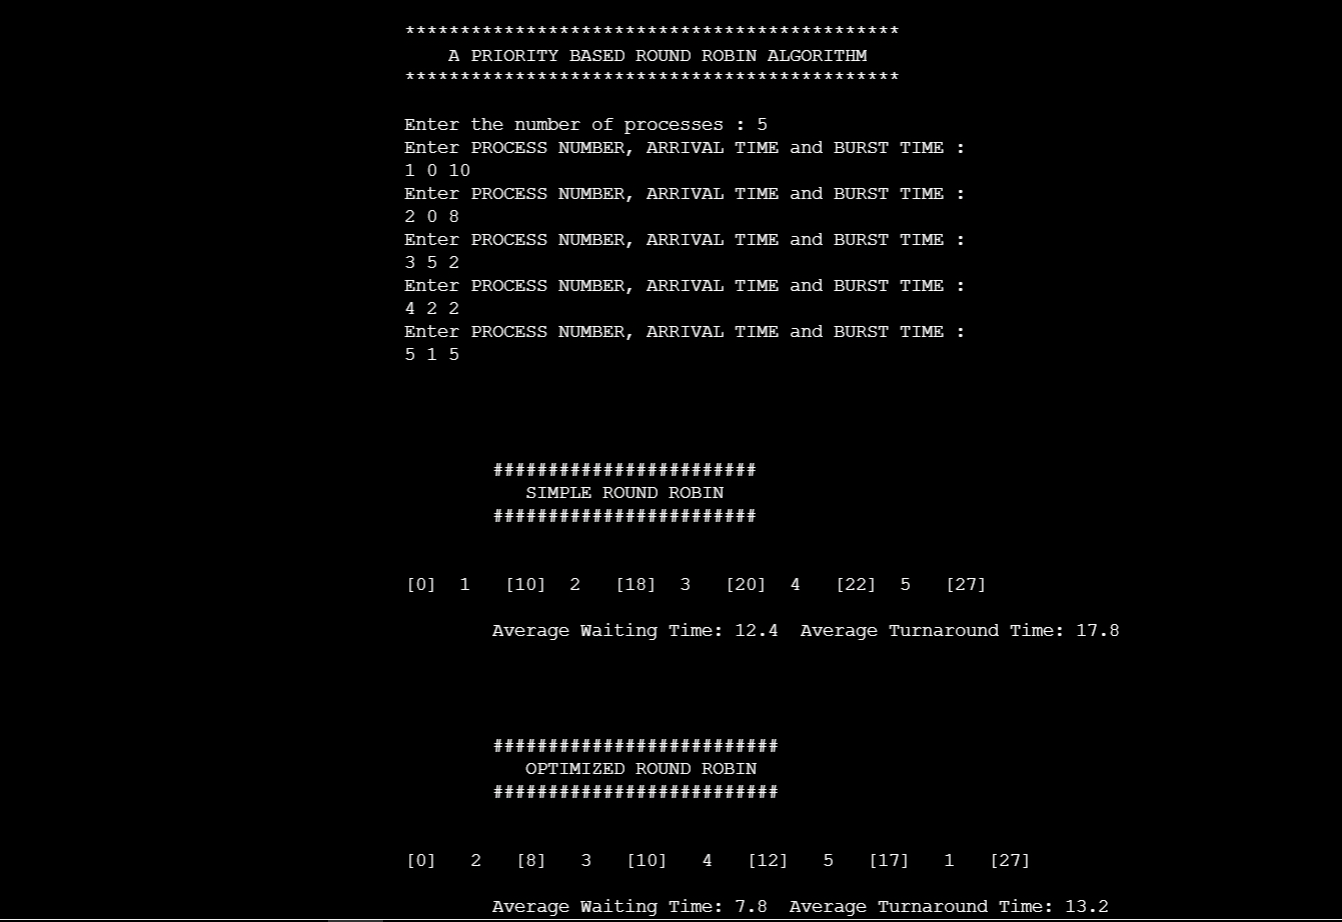 *********************************************
A PRIORITY BASED ROUND ROBIN ALGORITHM
*********************************************
Enter the number of processes : 5
Enter PROCESS NUMBER, ARRIVAL TIME and BURST TIME :
1 0 10
Enter PROCESS NUMBER, ARRIVAL TIME and BURST TIME :
2 0 8
Enter PROCESS NUMBER, ARRIVAL TIME and BURST TIME :
3 5 2
Enter PROCESS NUMBER, ARRIVAL TIME and BURST TIME :
4 2 2
Enter PROCESS NUMBER, ARRIVAL TIME and BURST TIME :
5 1 5
########################
SIMPLE ROUND ROBIN
########################
[0] 1 [10] 2 [18] 3 [20] 4 [22] 5 [27]
Average Waiting Time: 12.4 Average Turnaround Time: 17.8
##########################
OPTIMIZED ROUND ROBIN
##########################
[0] 2 [8] 3 [10] 4 [12] 5 [17] 1 [27]
Average Waiting Time: 7.8 Average Turnaround Time: 13.2